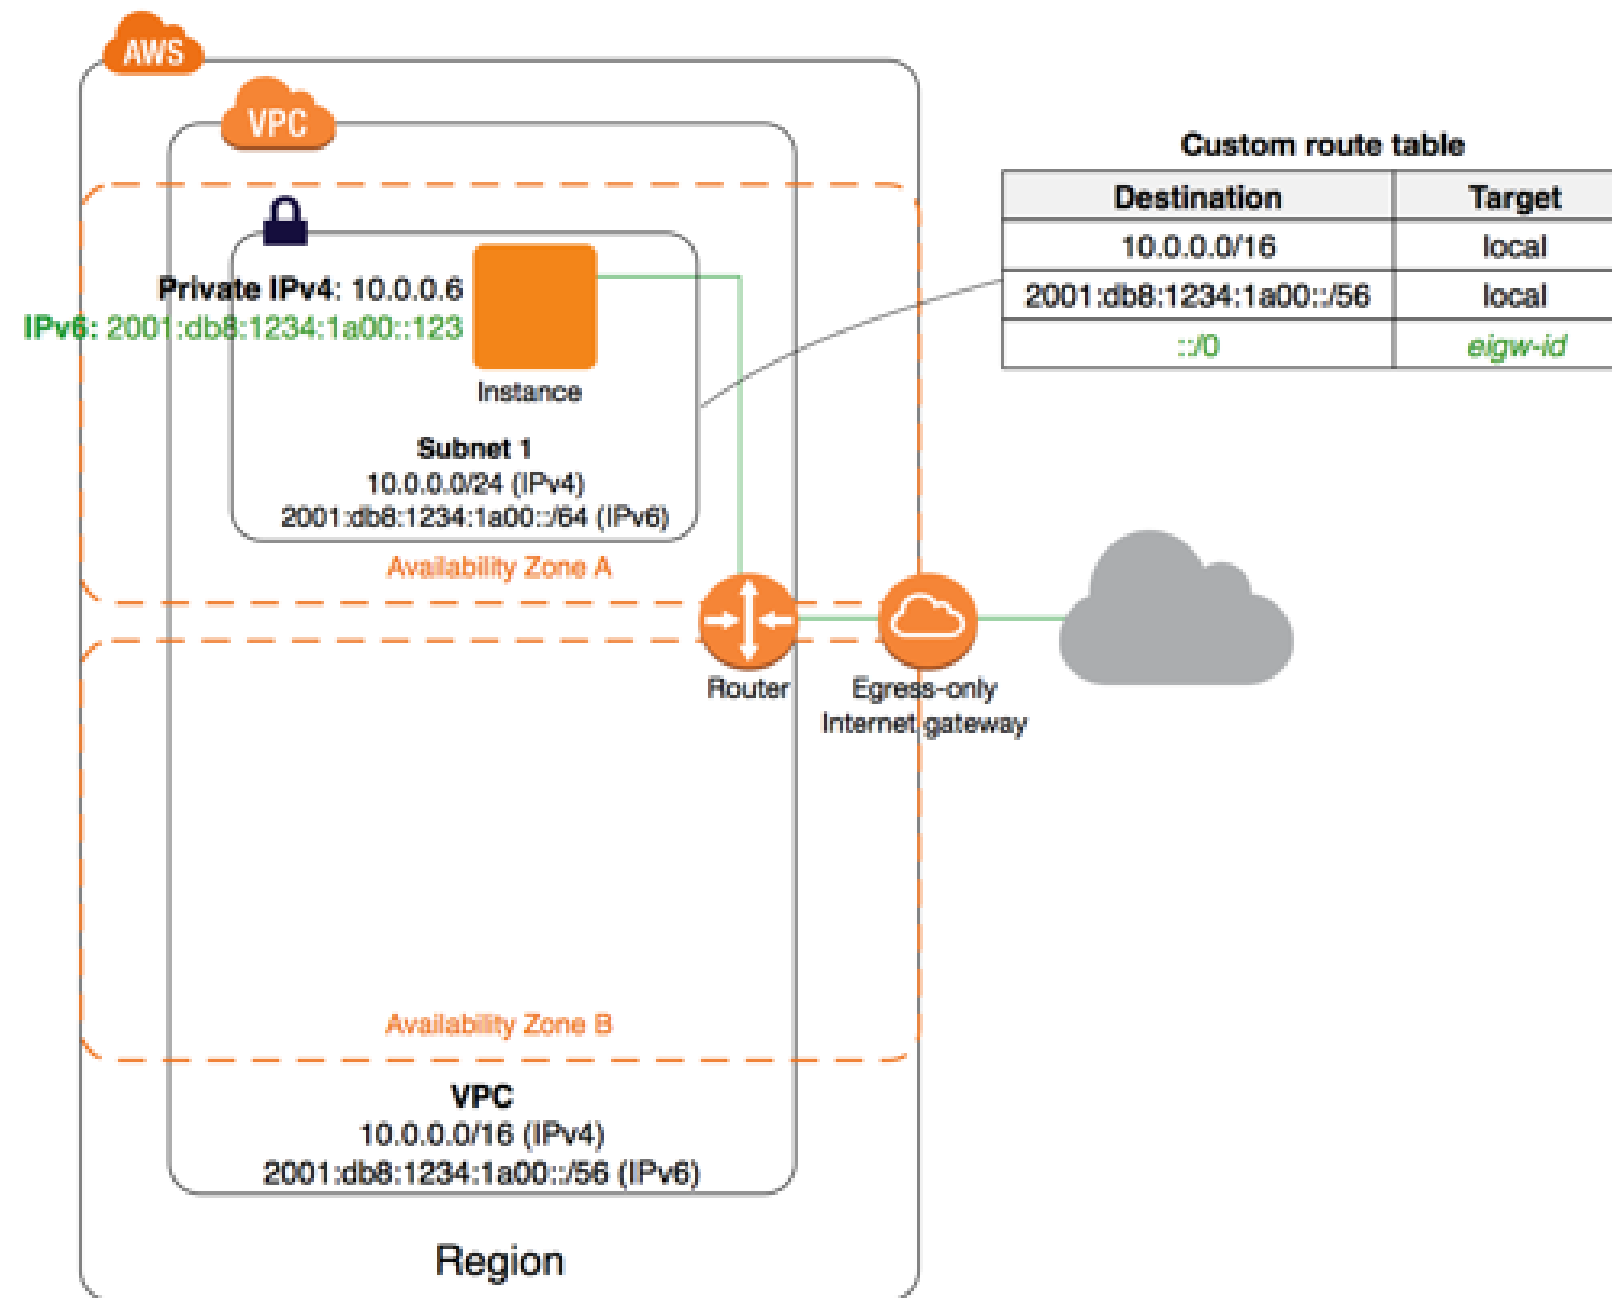 AWS
VPC
Custom route table
Destination Target
10.0.0.0/16 local
2001:db8:1234:1a00::/56 local
::/0 eigw-id
Private IPv4: 10.0.0.6
IPv6: 2001:db8:1234:1a00::123
Instance
Subnet 1
10.0.0.0/24 (IPv4)
2001:db8:1234:1a00::/64 (IPv6)
Availability Zone A
Router
Egress-only
Internet gateway
Availability Zone B
VPC
10.0.0.0/16 (IPv4)
2001:db8:1234:1a00::/56 (IPv6)
Region